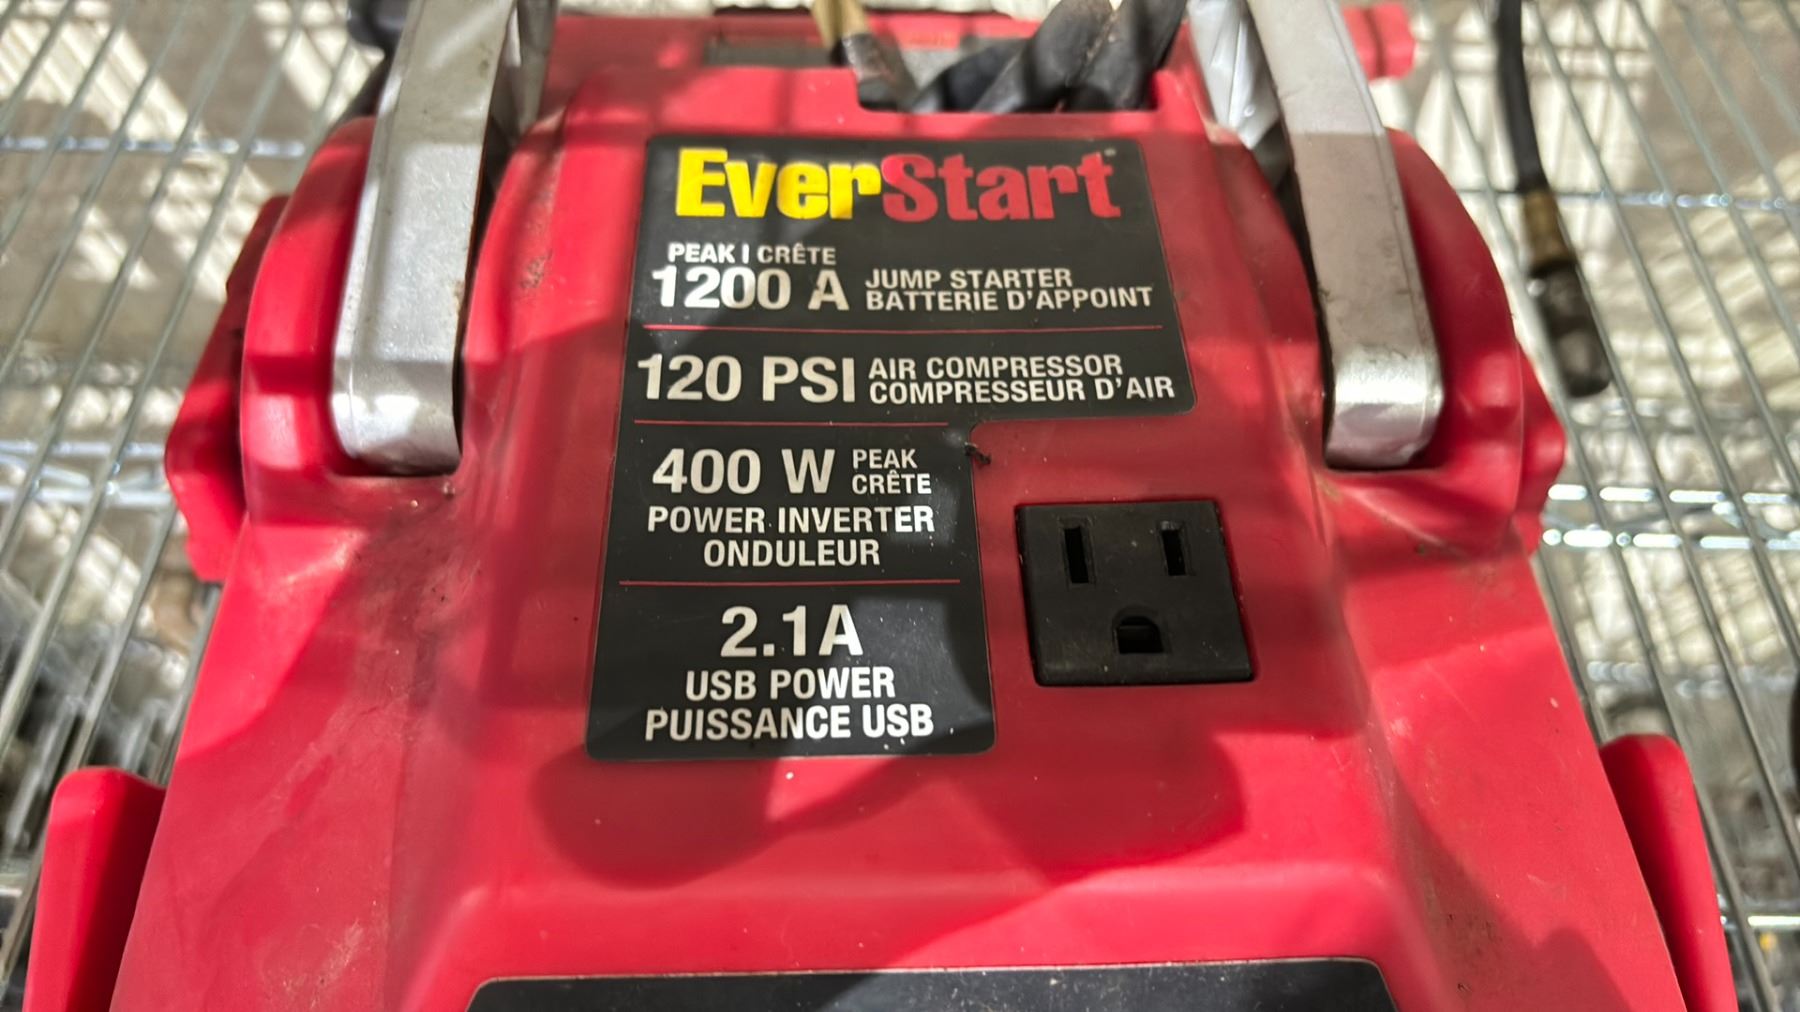 EverStart
PEAK | CRÊTE
1200 A JUMP STARTER
BATTERIE D'APPOINT
120 PSI AIR COMPRESSOR
COMPRESSEUR D'AIR
400 W PEAK
CRÊTE
POWER INVERTER
ONDULEUR
2.1A
USB POWER
PUISSANCE USB